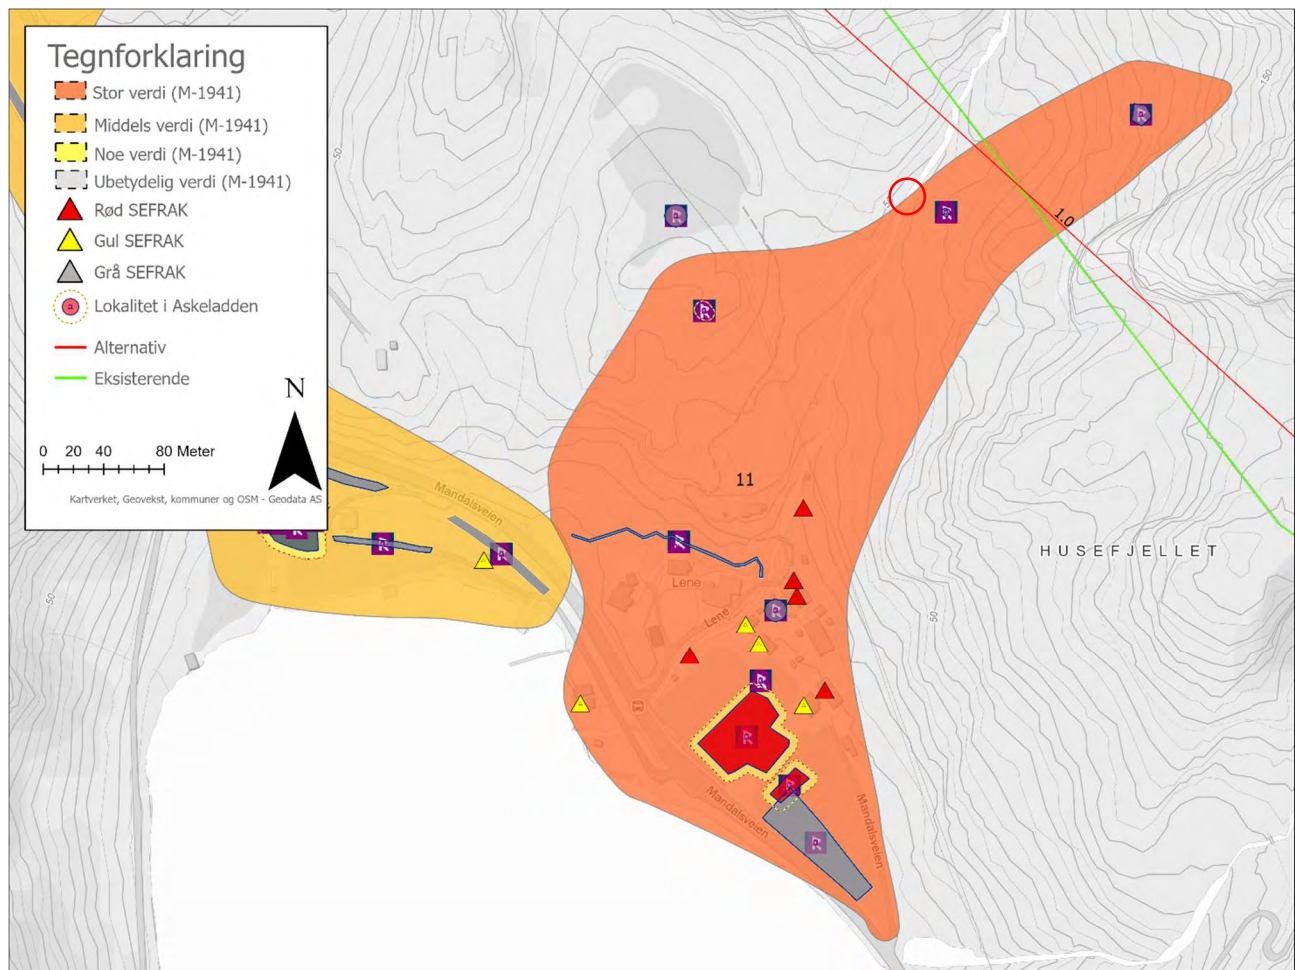 Tegnforklaring
Stor verdi (M-1941)
Middels verdi (M-1941)
Noe verdi (M-1941)
Ubetydelig verdi (M-1941)
Rød SEFRAK
Gul SEFRAK
Grå SEFRAK
Lokalitet i Askeladden
Alternativ
Eksisterende
N
0 20 40 80 Meter
Kartverket, Geovekst, kommuner og OSM - Geodata AS
50
150
1.0
11
Mandalsveien
HUSEFJELLET
Lene
Lene
50
50
Mandalsveien
Mandalsveien